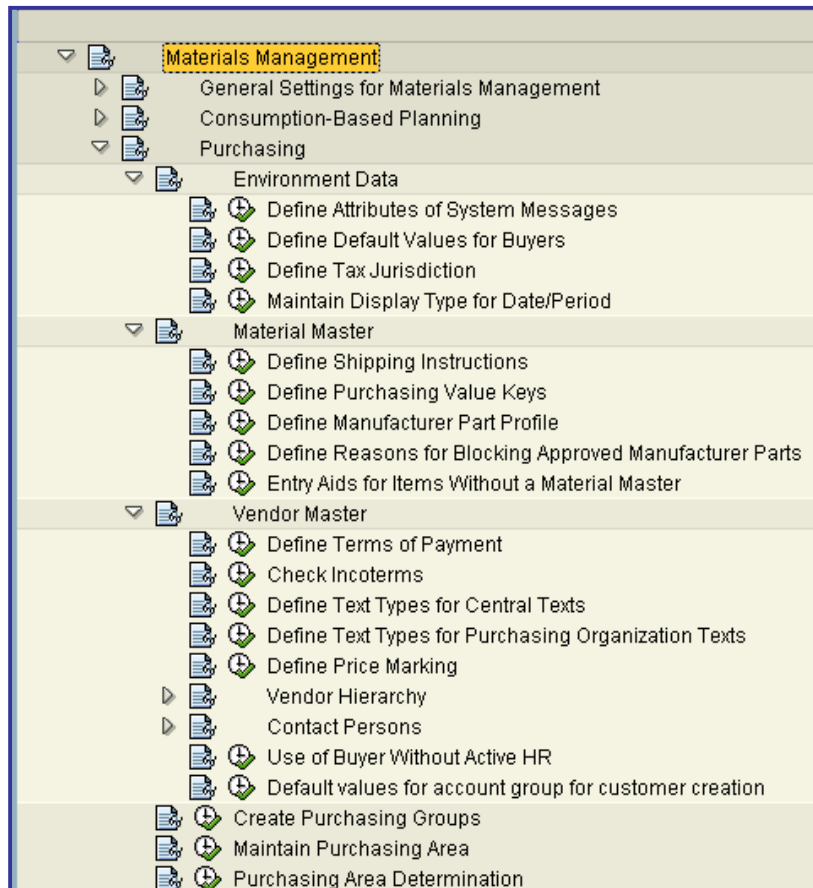 Materials Management
General Settings for Materials Management
Consumption-Based Planning
Purchasing
Environment Data
Define Attributes of System Messages
Define Default Values for Buyers
Define Tax Jurisdiction
Maintain Display Type for Date/Period
Material Master
Define Shipping Instructions
Define Purchasing Value Keys
Define Manufacturer Part Profile
Define Reasons for Blocking Approved Manufacturer Parts
Entry Aids for Items Without a Material Master
Vendor Master
Define Terms of Payment
Check Incoterms
Define Text Types for Central Texts
Define Text Types for Purchasing Organization Texts
Define Price Marking
Vendor Hierarchy
Contact Persons
Use of Buyer Without Active HR
Default values for account group for customer creation
Create Purchasing Groups
Maintain Purchasing Area
Purchasing Area Determination